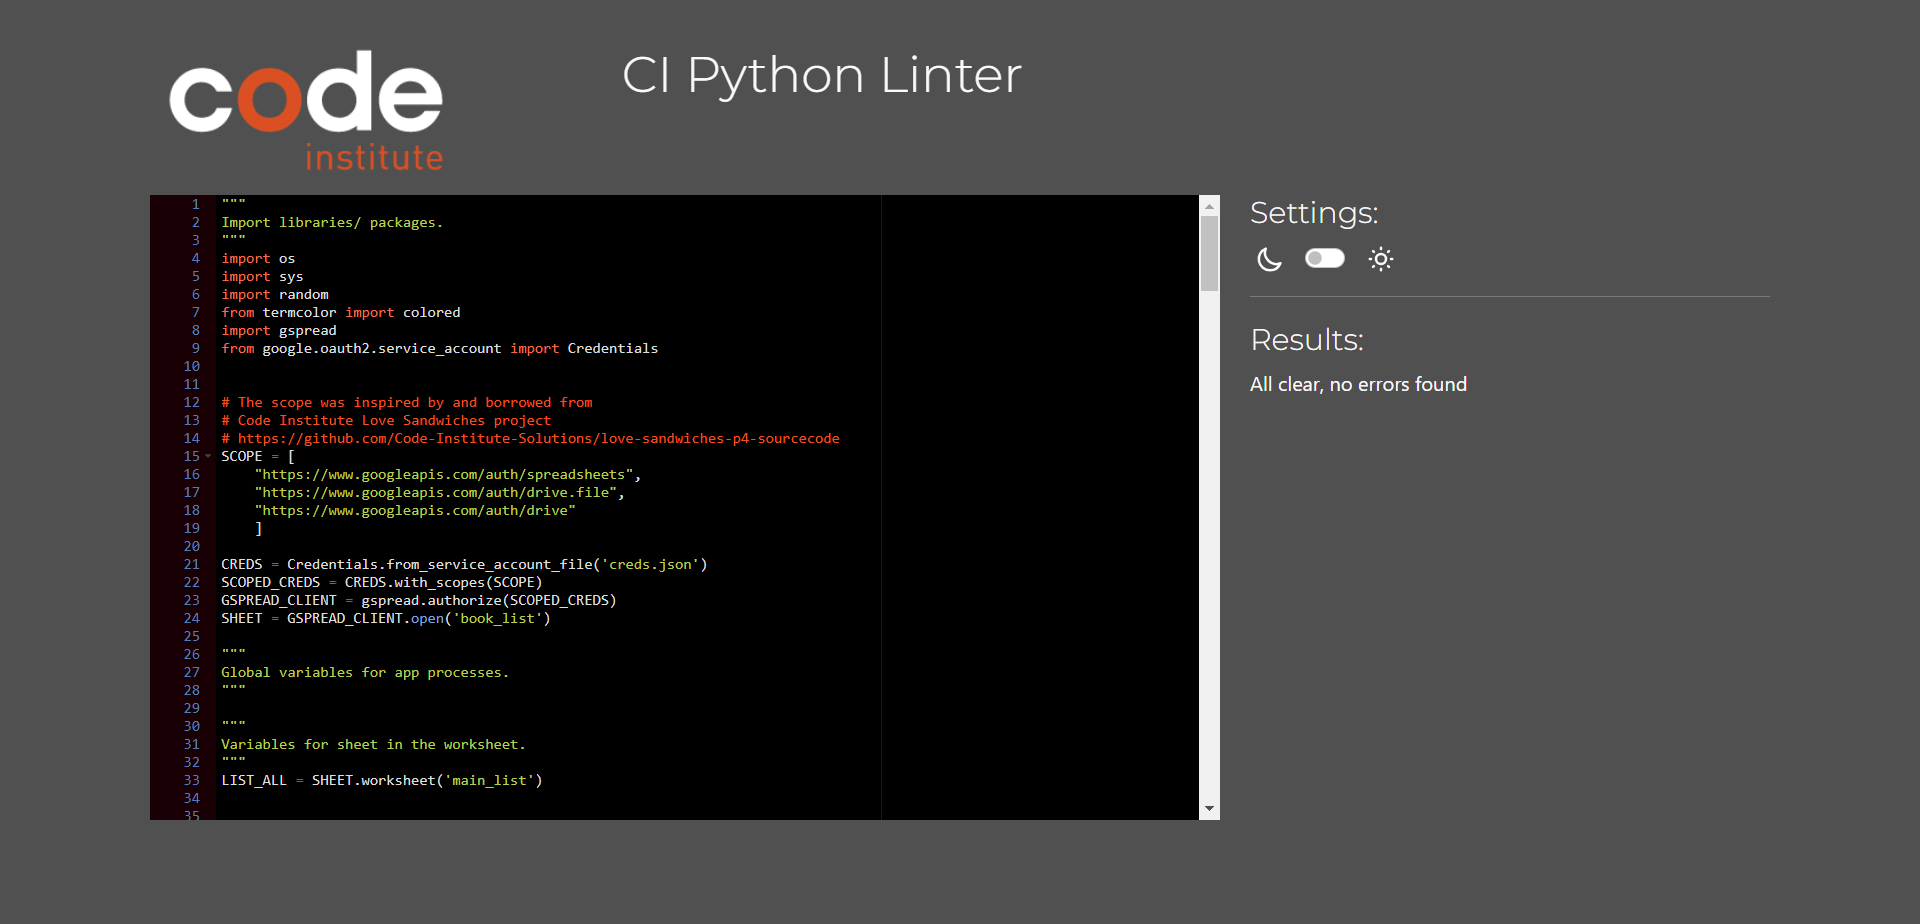 code
institute
CI Python Linter
1 """
2 Import libraries/ packages.
3 """
4 import os
5 import sys
6 import random
7 from termcolor import colored
8 import gspread
9 from google.oauth2.service_account import Credentials
10
11
12 # The scope was inspired by and borrowed from
13 # Code Institute Love Sandwiches project
14 # https://github.com/Code-Institute-Solutions/love-sandwiches-p4-sourcecode
15 SCOPE = [
16     "https://www.googleapis.com/auth/spreadsheets",
17     "https://www.googleapis.com/auth/drive.file",
18     "https://www.googleapis.com/auth/drive"
19     ]
20
21 CREDS = Credentials.from_service_account_file('creds.json')
22 SCOPED_CREDS = CREDS.with_scopes(SCOPE)
23 GSPREAD_CLIENT = gspread.authorize(SCOPED_CREDS)
24 SHEET = GSPREAD_CLIENT.open('book_list')
25
26 """
27 Global variables for app processes.
28 """
29
30 """
31 Variables for sheet in the worksheet.
32 """
33 LIST_ALL = SHEET.worksheet('main_list')
34
35
Settings:
Results:
All clear, no errors found